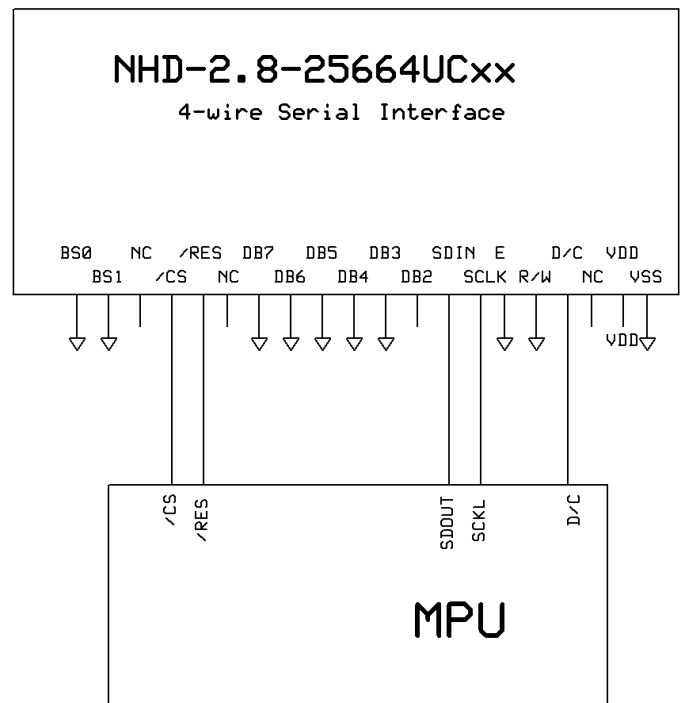 NHD-2.8-25664UCxx
4-wire Serial Interface
BS0 NC /RES DB7 DB5 DB3 SDIN E D/C VDD
BS1 /CS NC DB6 DB4 DB2 SCLK R/W NC VSS
VDD
/CS /RES SDOUT SCKL D/C
MPU